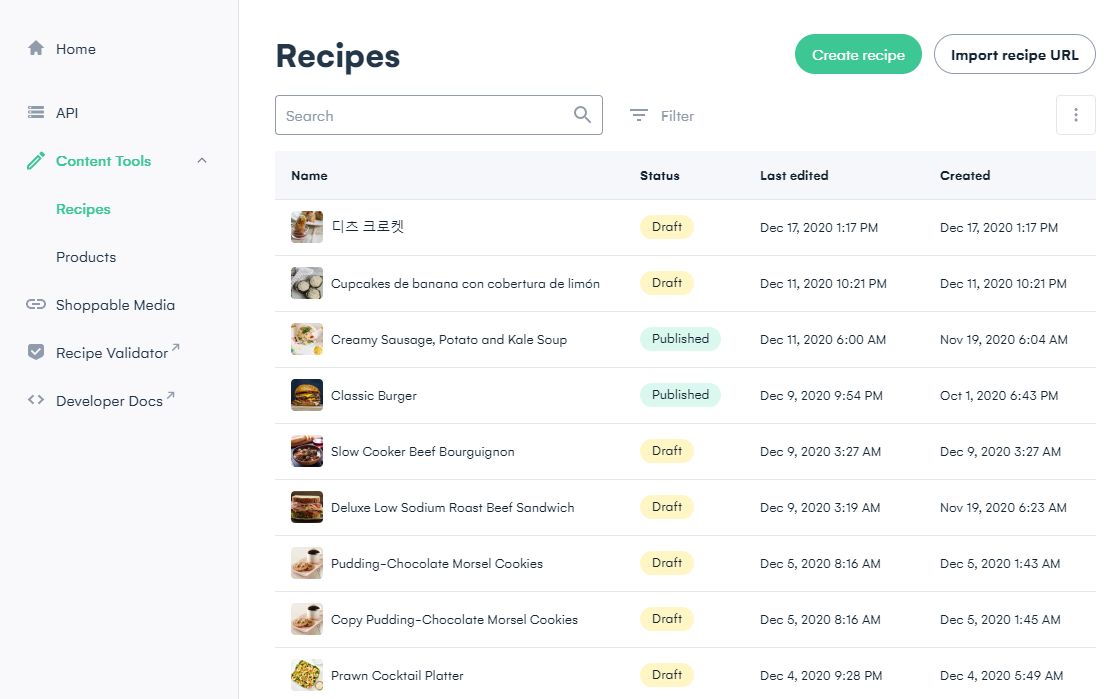 Home
API
Content Tools
Recipes
Products
Shoppable Media
Recipe Validator
Developer Docs
Recipes
Create recipe
Import recipe URL
Search
Filter
Name Status Last edited Created
디즈 크로켓 Draft Dec 17, 2020 1:17 PM Dec 17, 2020 1:17 PM
Cupcakes de banana con cobertura de limón Draft Dec 11, 2020 10:21 PM Dec 11, 2020 10:21 PM
Creamy Sausage, Potato and Kale Soup Published Dec 11, 2020 6:00 AM Nov 19, 2020 6:04 AM
Classic Burger Published Dec 9, 2020 9:54 PM Oct 1, 2020 6:43 PM
Slow Cooker Beef Bourguignon Draft Dec 9, 2020 3:27 AM Dec 9, 2020 3:27 AM
Deluxe Low Sodium Roast Beef Sandwich Draft Dec 9, 2020 3:19 AM Nov 19, 2020 6:23 AM
Pudding-Chocolate Morsel Cookies Draft Dec 5, 2020 8:16 AM Dec 5, 2020 1:43 AM
Copy Pudding-Chocolate Morsel Cookies Draft Dec 5, 2020 8:16 AM Dec 5, 2020 1:45 AM
Prawn Cocktail Platter Draft Dec 4, 2020 9:28 PM Dec 4, 2020 5:49 AM